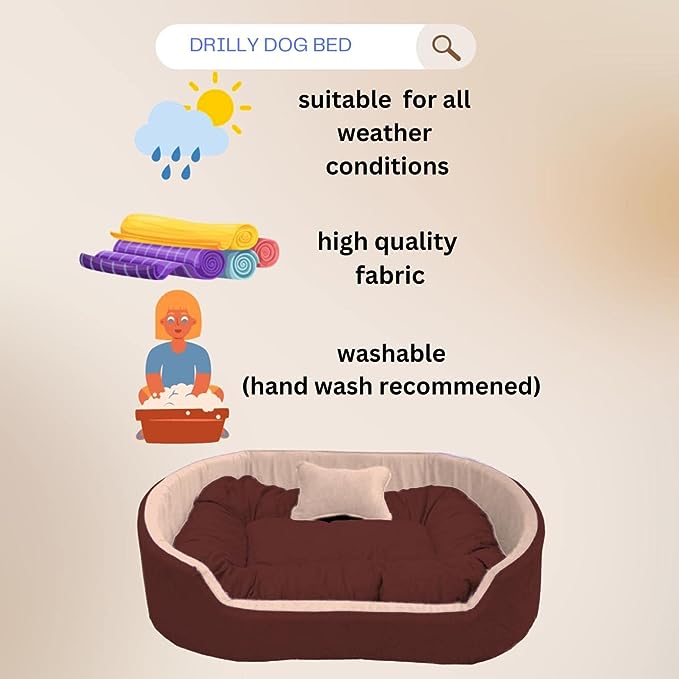 DRILLY DOG BED
suitable for all
weather
conditions
high quality
fabric
washable
(hand wash recommened)